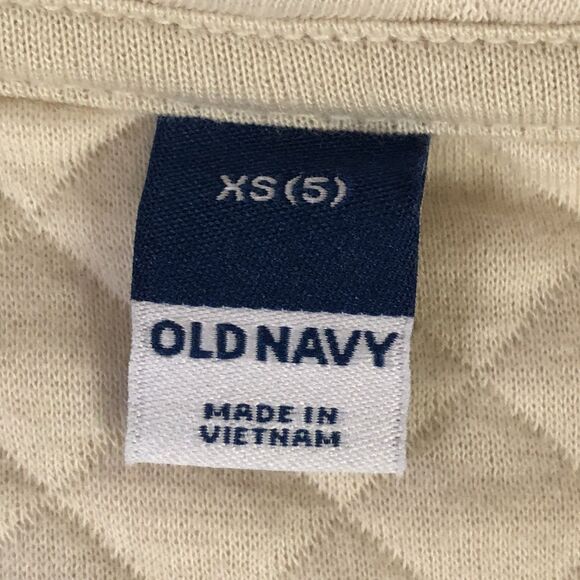 XS (5)
OLD NAVY
MADE IN
VIETNAM